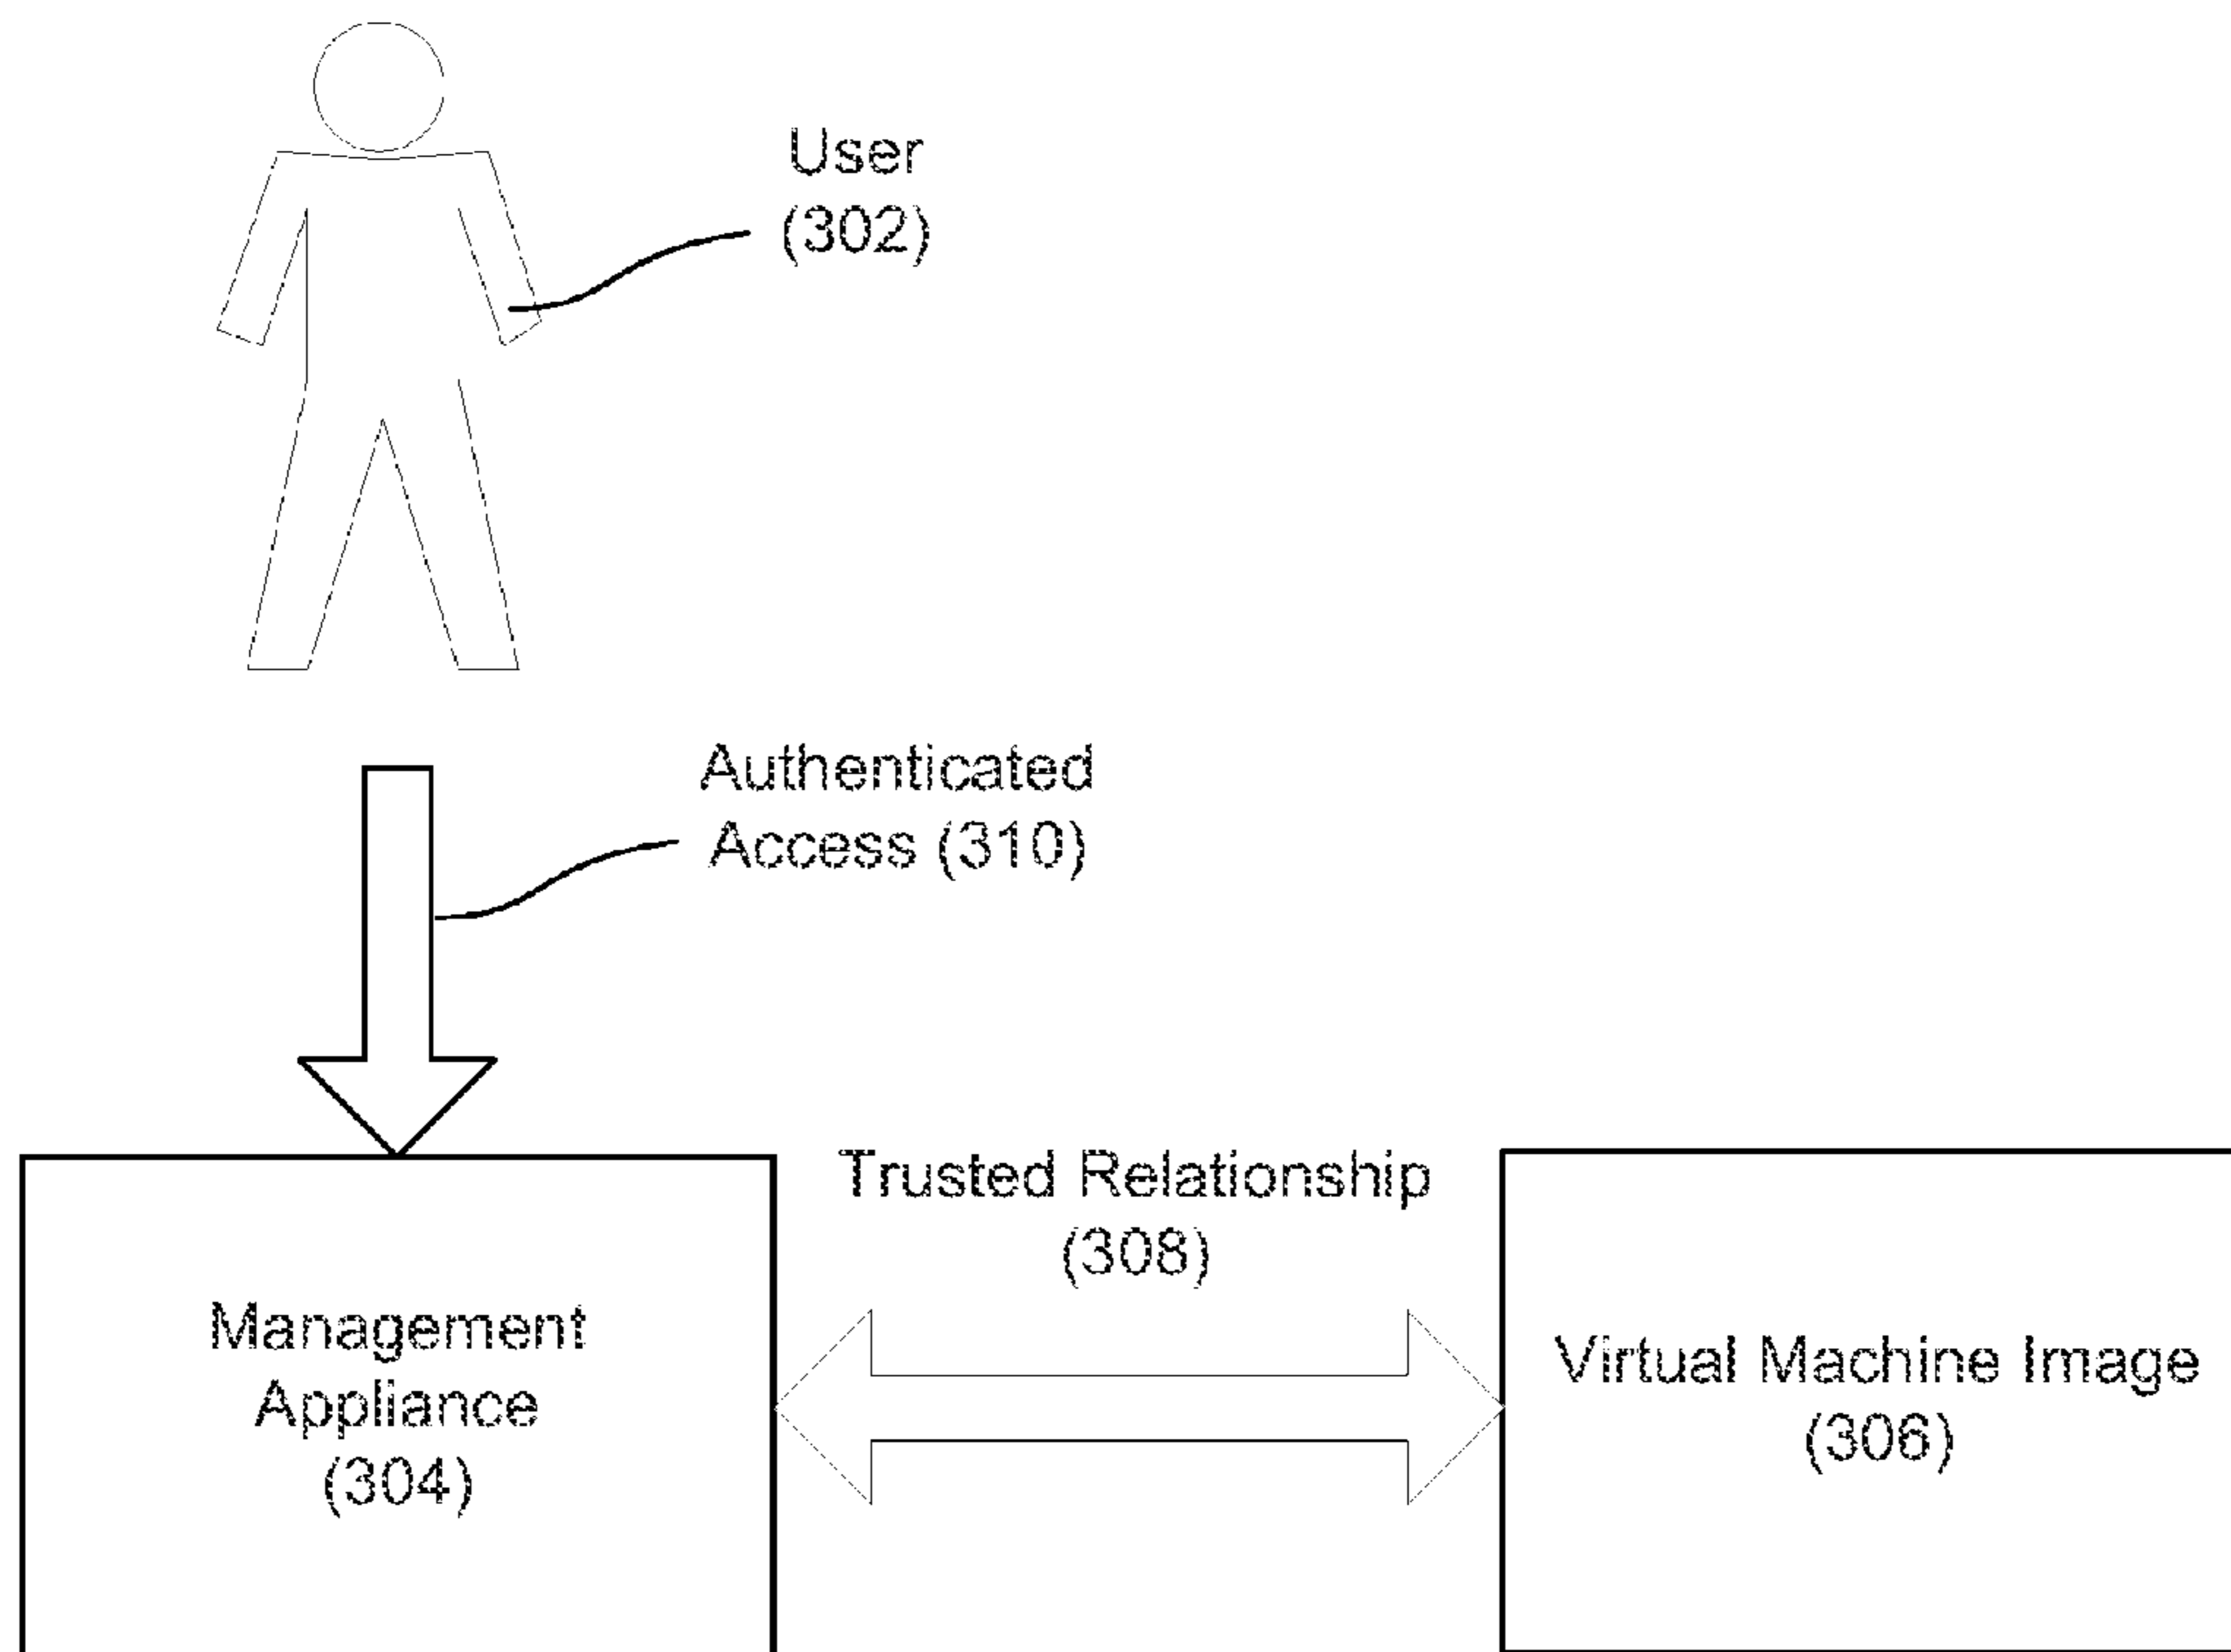 User
(302)
Authenticated
Access (310)
Trusted Relationship
(308)
Management
Appliance
(304)
Virtual Machine Image
(306)